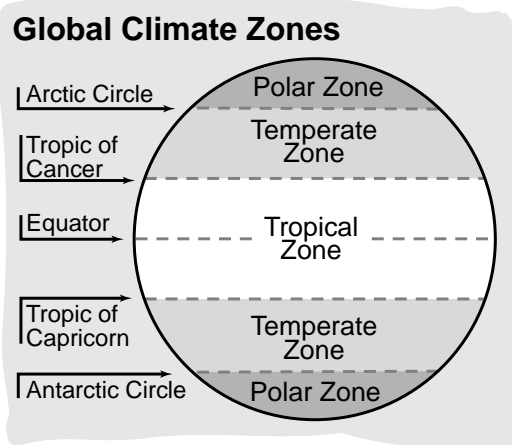 Global Climate Zones
Arctic Circle
Polar Zone
Temperate
Zone
Tropic of
Cancer
Equator
Tropical
Zone
Tropic of
Capricorn
Temperate
Zone
Antarctic Circle
Polar Zone